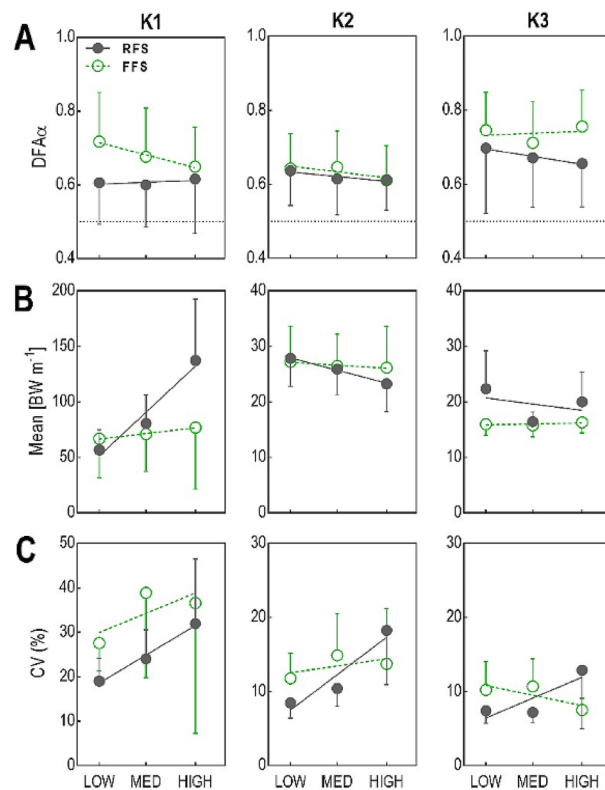 K1 K2 K3
A
RFS
FFS
DFAα
1.0 1.0 1.0
0.8 0.8 0.8
0.6 0.6 0.6
0.4 0.4 0.4
B
Mean [BW m⁻¹]
200 40 40
150 30 30
100 20 20
50 10 10
0 0 0
C
CV (%)
50 30 30
40
30 20 20
20
10 10 10
0 0 0
LOW MED HIGH LOW MED HIGH LOW MED HIGH